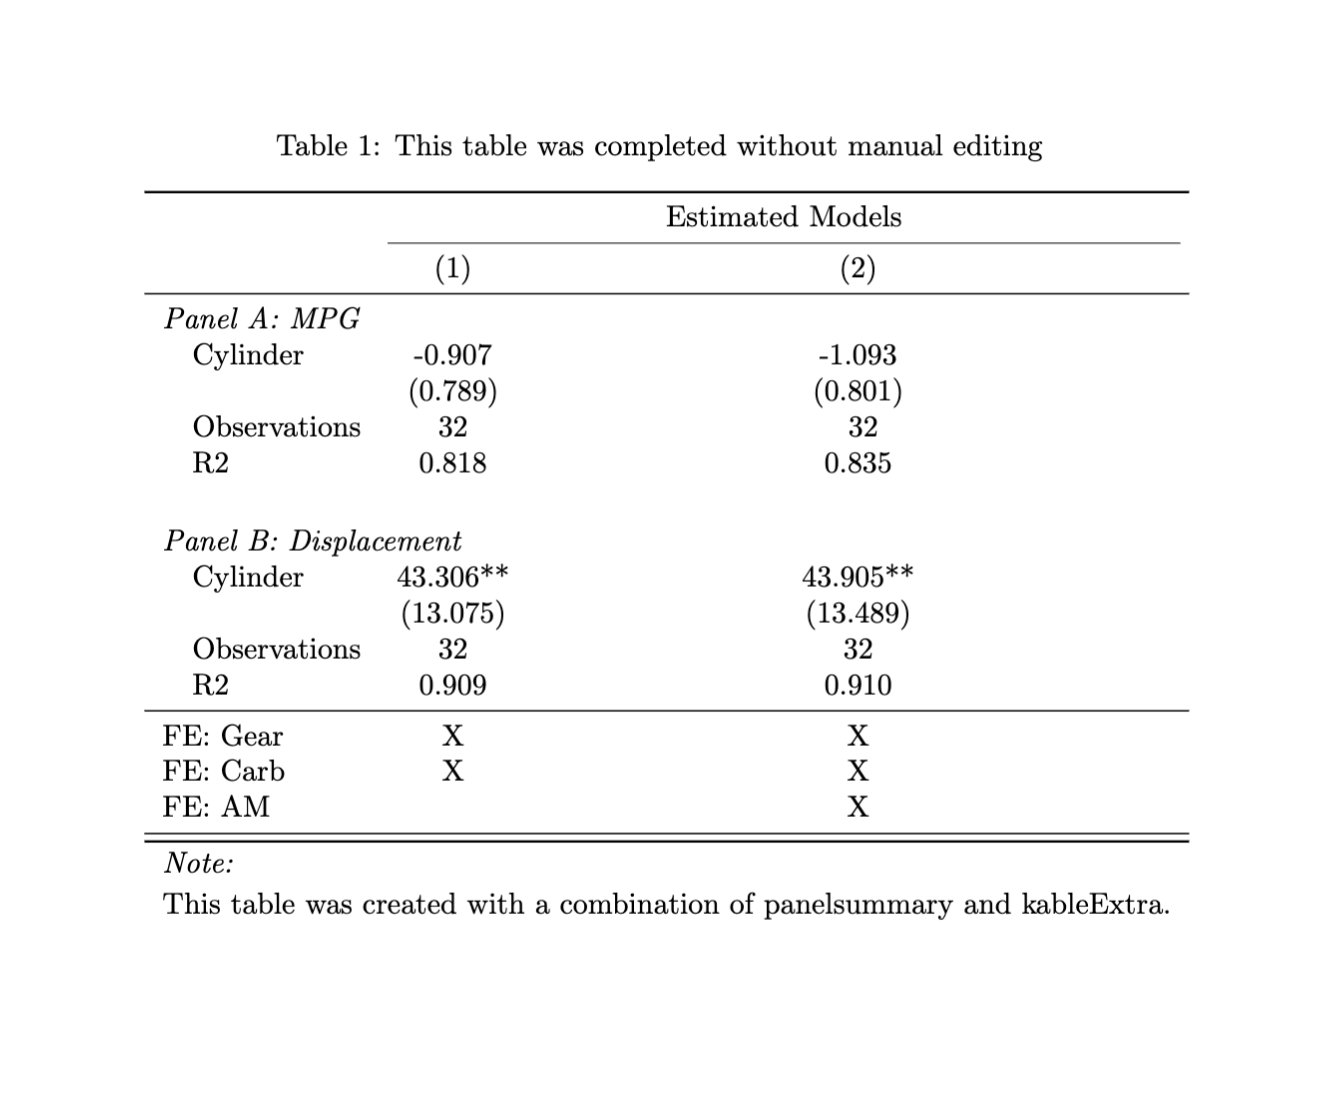 Table 1: This table was completed without manual editing
Estimated Models
(1) (2)
Panel A: MPG
Cylinder -0.907 -1.093
(0.789) (0.801)
Observations 32 32
R2 0.818 0.835
Panel B: Displacement
Cylinder 43.306** 43.905**
(13.075) (13.489)
Observations 32 32
R2 0.909 0.910
FE: Gear X X
FE: Carb X X
FE: AM X
Note:
This table was created with a combination of panelsummary and kableExtra.